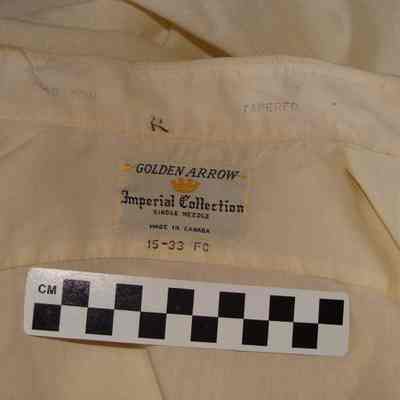 TAPERED
GOLDEN ARROW
Imperial Collection
SINGLE NEEDLE
MADE IN CANADA
15-33 FC
CM